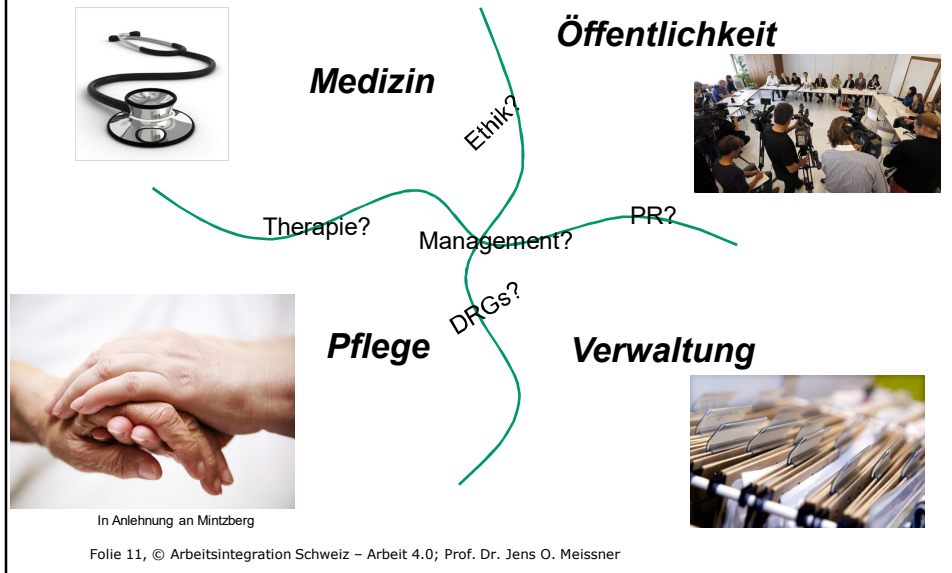 Öffentlichkeit
Medizin
Ethik?
Therapie?
Management?
PR?
DRGs?
Pflege
Verwaltung
In Anlehnung an Mintzberg
Folie 11, © Arbeitsintegration Schweiz – Arbeit 4.0; Prof. Dr. Jens O. Meissner